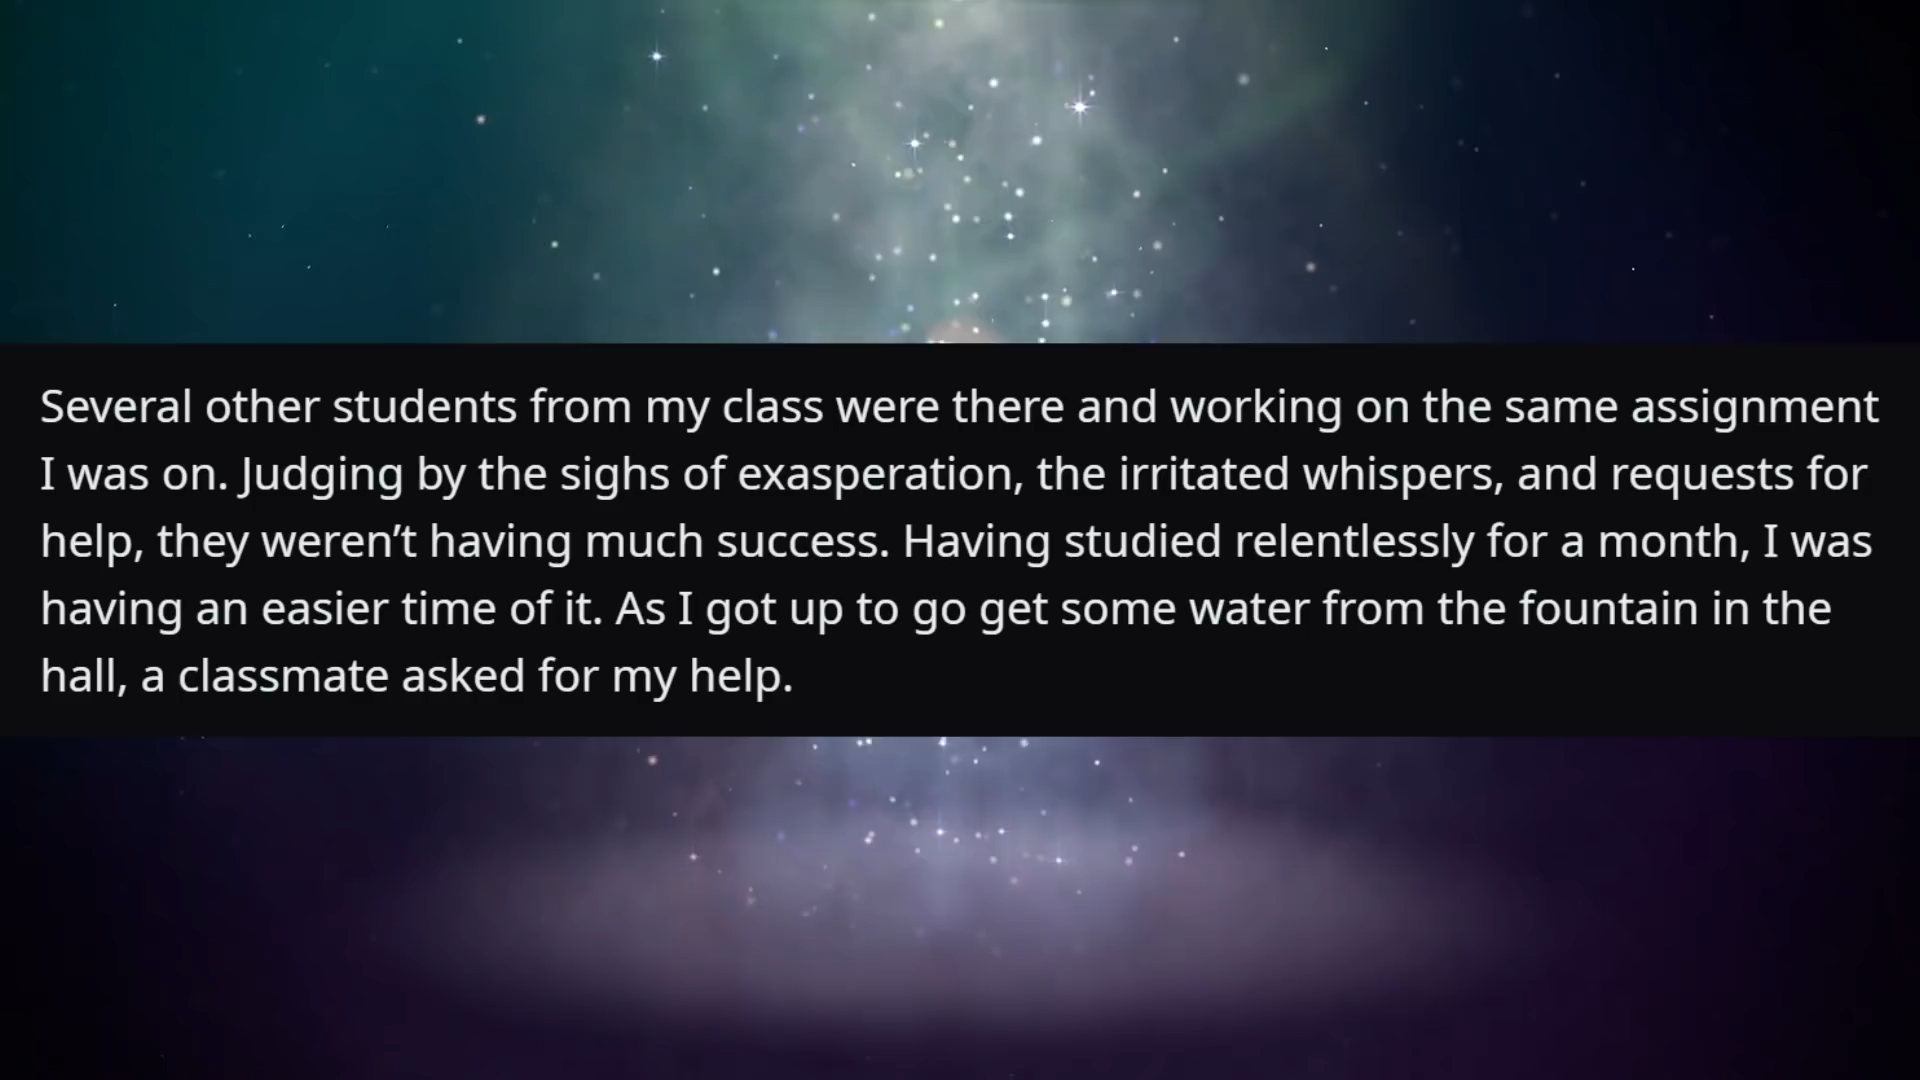 Several other students from my class were there and working on the same assignment
I was on. Judging by the sighs of exasperation, the irritated whispers, and requests for
help, they weren’t having much success. Having studied relentlessly for a month, I was
having an easier time of it. As I got up to go get some water from the fountain in the
hall, a classmate asked for my help.